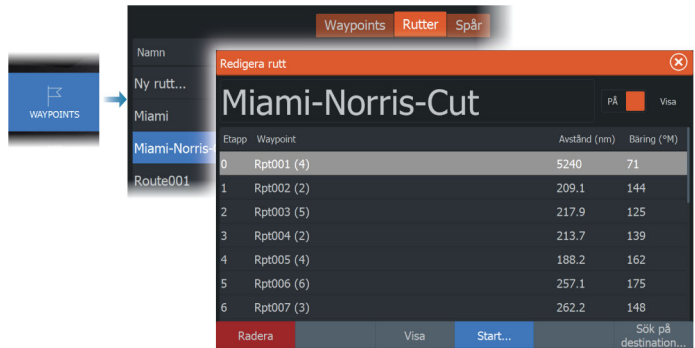 WAYPOINTS
Waypoints Rutter Spår
Namn
Ny rutt...
Miami
Miami-Norris-
Route001
Redigera rutt
Miami-Norris-Cut
PÅ Visa
Etapp Waypoint Avstånd (nm) Bäring (°M)
0 Rpt001 (4) 5240 71
1 Rpt002 (2) 209.1 144
2 Rpt003 (5) 217.9 125
3 Rpt004 (2) 213.7 139
4 Rpt005 (4) 188.2 162
5 Rpt006 (6) 257.1 175
6 Rpt007 (3) 262.2 148
Radera Visa Start... Sök på
destination...